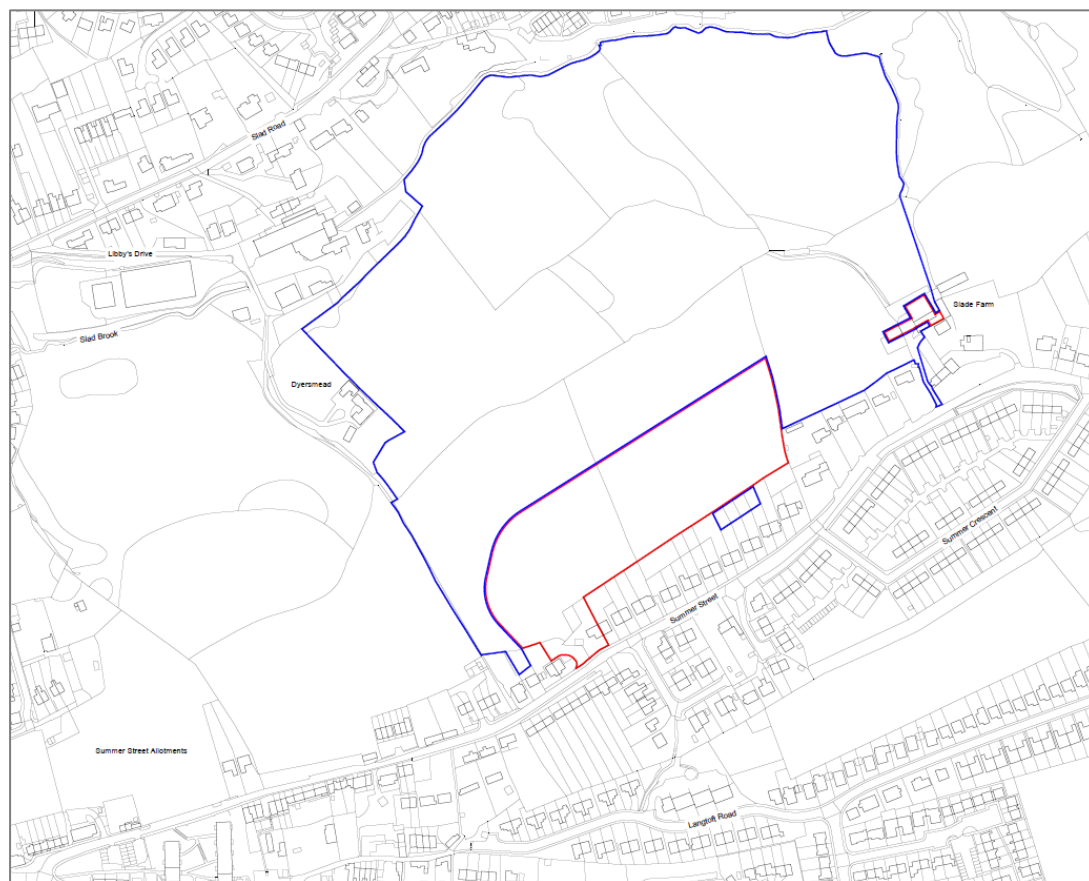 Slad Road
Libby's Drive
Slad Brook
Slade Farm
Dyersmead
Summer Crescent
Summer Street
Summer Street Allotments
Langtoft Road